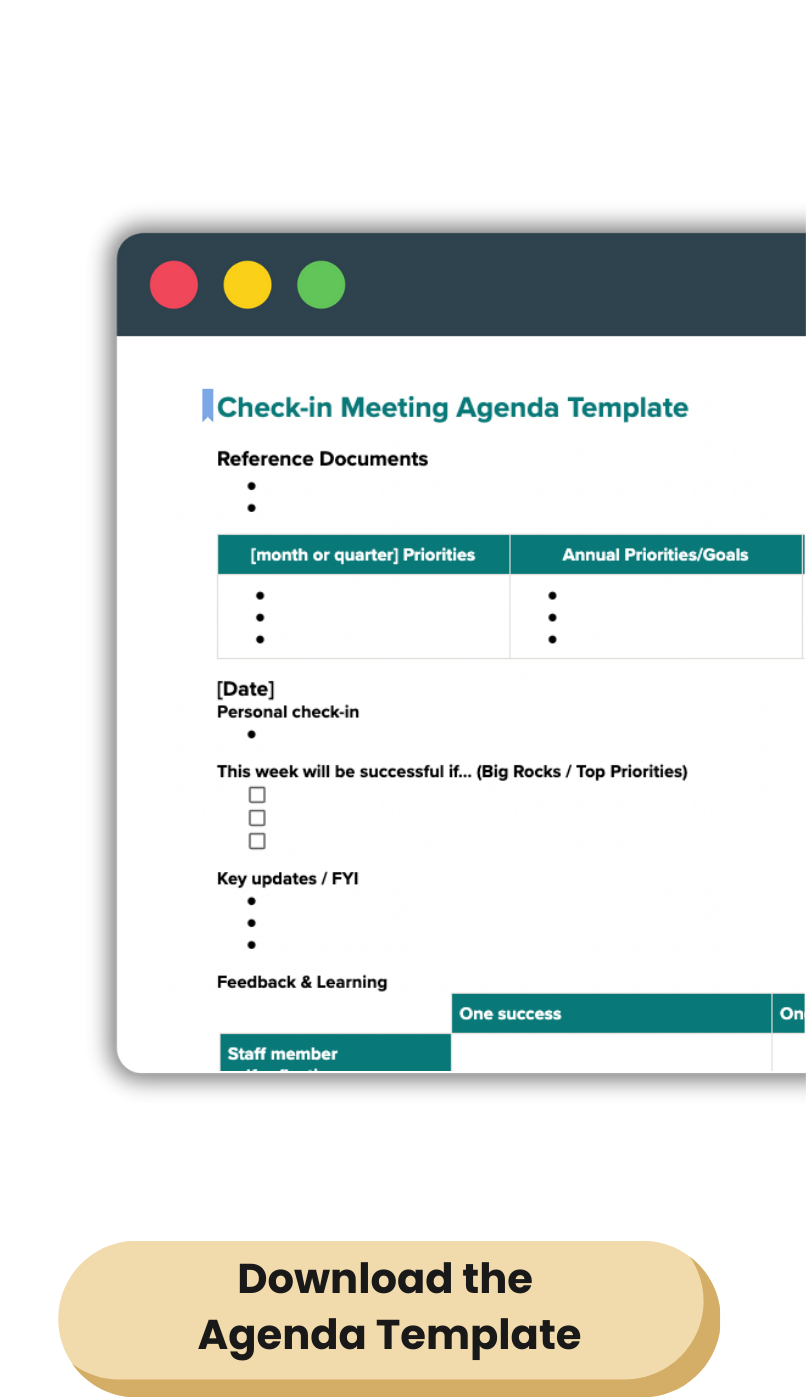 Check-in Meeting Agenda Template
Reference Documents
[month or quarter] Priorities
Annual Priorities/Goals
[Date]
Personal check-in
This week will be successful if... (Big Rocks / Top Priorities)
Key updates / FYI
Feedback & Learning
One success
Staff member
Download the
Agenda Template